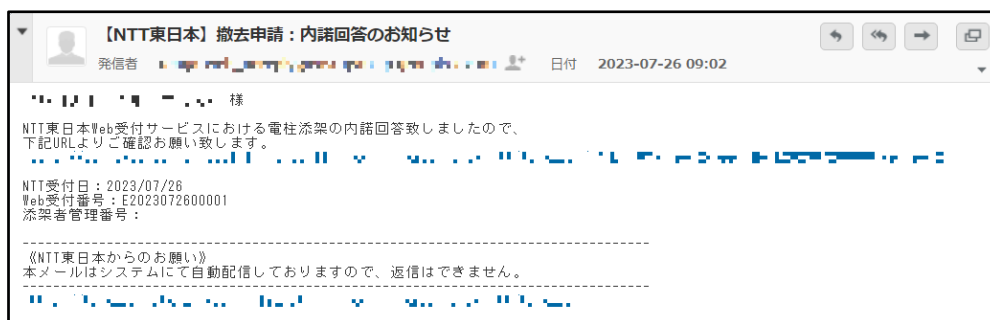 【NTT東日本】撤去申請：内諾回答のお知らせ
発信者 日付 2023-07-26 09:02
様
NTT東日本Web受付サービスにおける電柱添架の内諾回答致しましたので、
下記URLよりご確認お願い致します。
NTT受付日：2023/07/26
Web受付番号：E2023072600001
添架者管理番号：
------------------------------------------------------------------------
《NTT東日本からのお願い》
本メールはシステムにて自動配信しておりますので、返信はできません。
------------------------------------------------------------------------